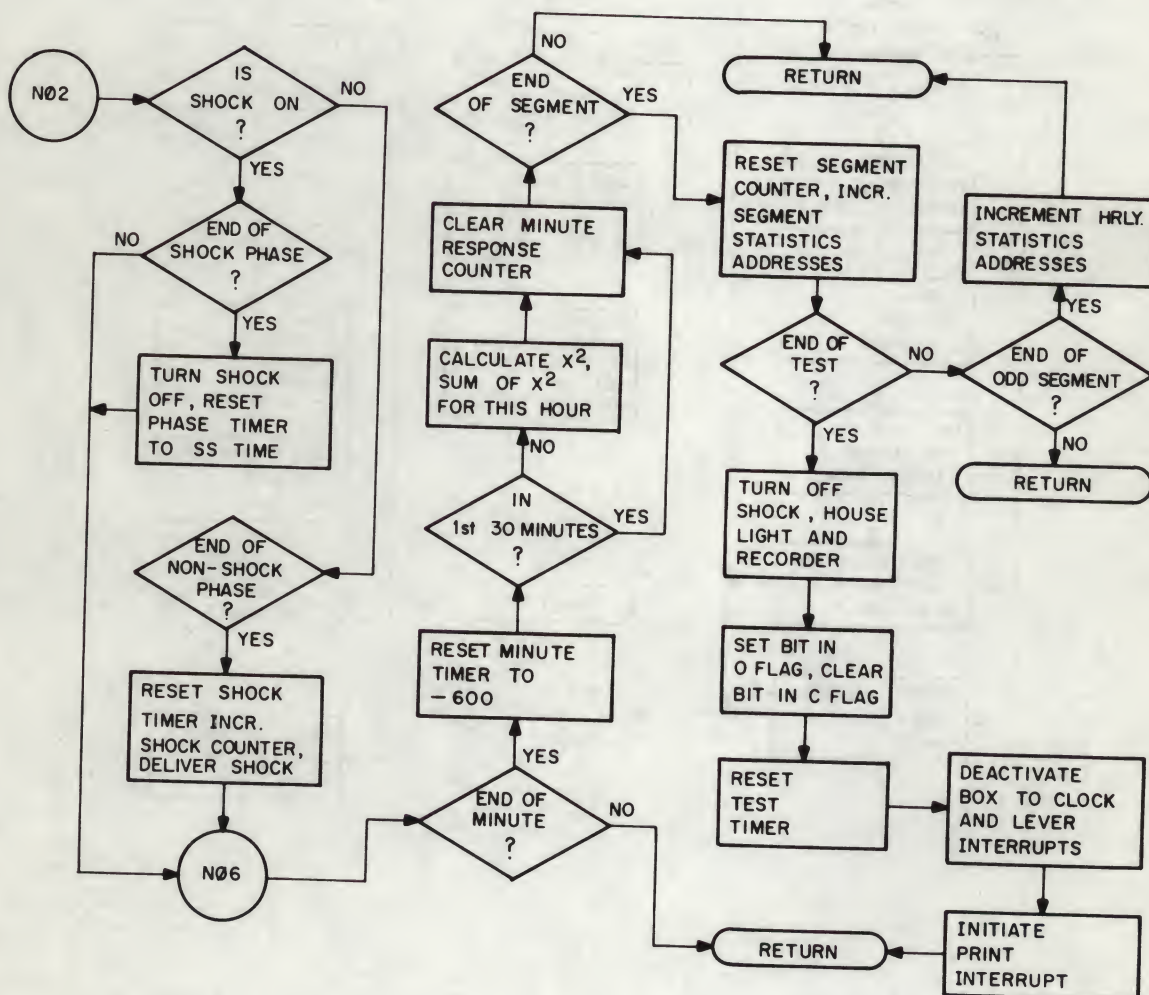 NØ2
IS
SHOCK ON
?
NO
YES
END OF
SHOCK PHASE
?
NO
YES
TURN SHOCK
OFF, RESET
PHASE TIMER
TO SS TIME
END OF
NON-SHOCK
PHASE
?
YES
RESET SHOCK
TIMER INCR.
SHOCK COUNTER,
DELIVER SHOCK
NØ6
END OF
MINUTE
?
NO
YES
RESET MINUTE
TIMER TO
-600
IN
1st 30 MINUTES
?
YES
NO
CALCULATE X²,
SUM OF X²
FOR THIS HOUR
CLEAR MINUTE
RESPONSE
COUNTER
END
OF SEGMENT
?
NO
YES
RETURN
RESET SEGMENT
COUNTER, INCR.
SEGMENT
STATISTICS
ADDRESSES
END OF
TEST
?
NO
YES
END OF
ODD SEGMENT
?
YES
NO
INCREMENT HRLY.
STATISTICS
ADDRESSES
RETURN
TURN OFF
SHOCK, HOUSE
LIGHT AND
RECORDER
SET BIT IN
O FLAG, CLEAR
BIT IN C FLAG
RESET
TEST
TIMER
DEACTIVATE
BOX TO CLOCK
AND LEVER
INTERRUPTS
INITIATE
PRINT
INTERRUPT
RETURN